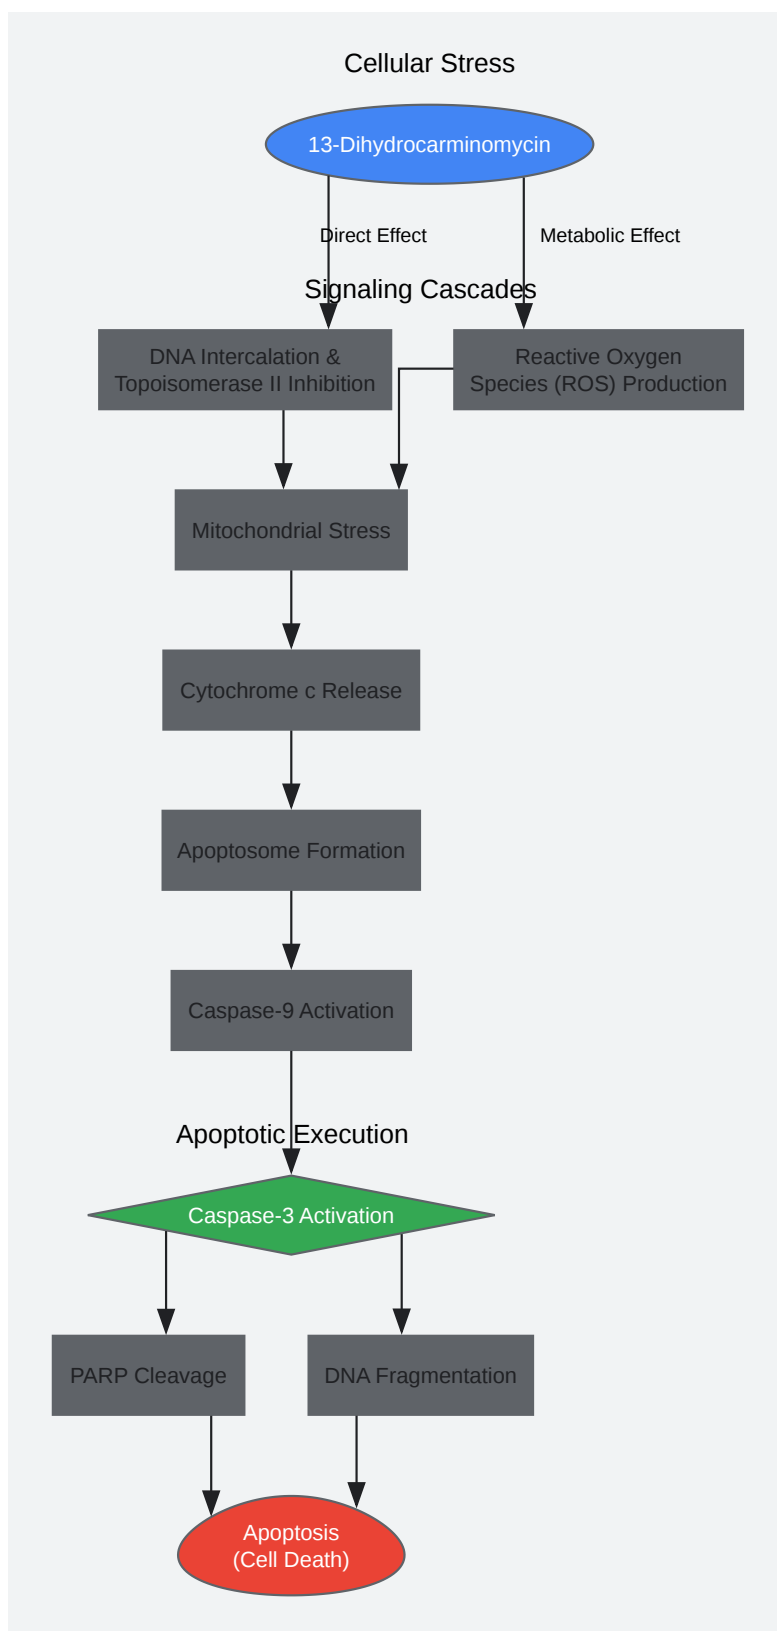 Cellular Stress
13-Dihydrocarminomycin
Direct Effect
Metabolic Effect
Signaling Cascades
DNA Intercalation &
Topoisomerase II Inhibition
Reactive Oxygen
Species (ROS) Production
Mitochondrial Stress
Cytochrome c Release
Apoptosome Formation
Caspase-9 Activation
Apoptotic Execution
Caspase-3 Activation
PARP Cleavage
DNA Fragmentation
Apoptosis
(Cell Death)